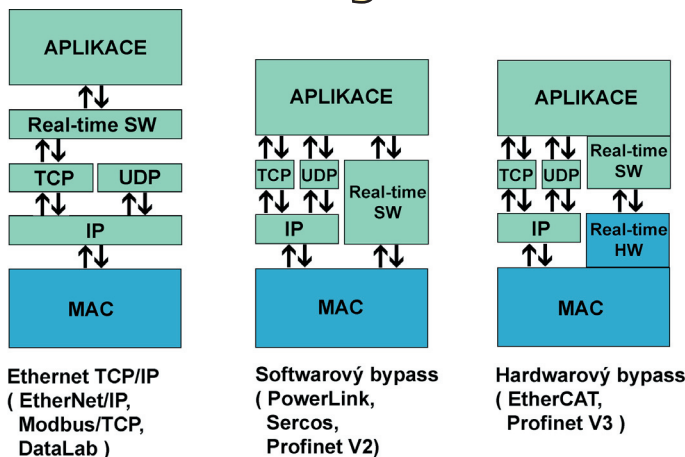 APLIKACE
Real-time SW
TCP UDP
IP
MAC
Ethernet TCP/IP
( EtherNet/IP,
Modbus/TCP,
DataLab )
APLIKACE
TCP UDP
Real-time
SW
IP
MAC
Softwarový bypass
( PowerLink,
Sercos,
Profinet V2)
APLIKACE
Real-time
SW
TCP UDP
IP
Real-time
HW
MAC
Hardwarový bypass
( EtherCAT,
Profinet V3 )